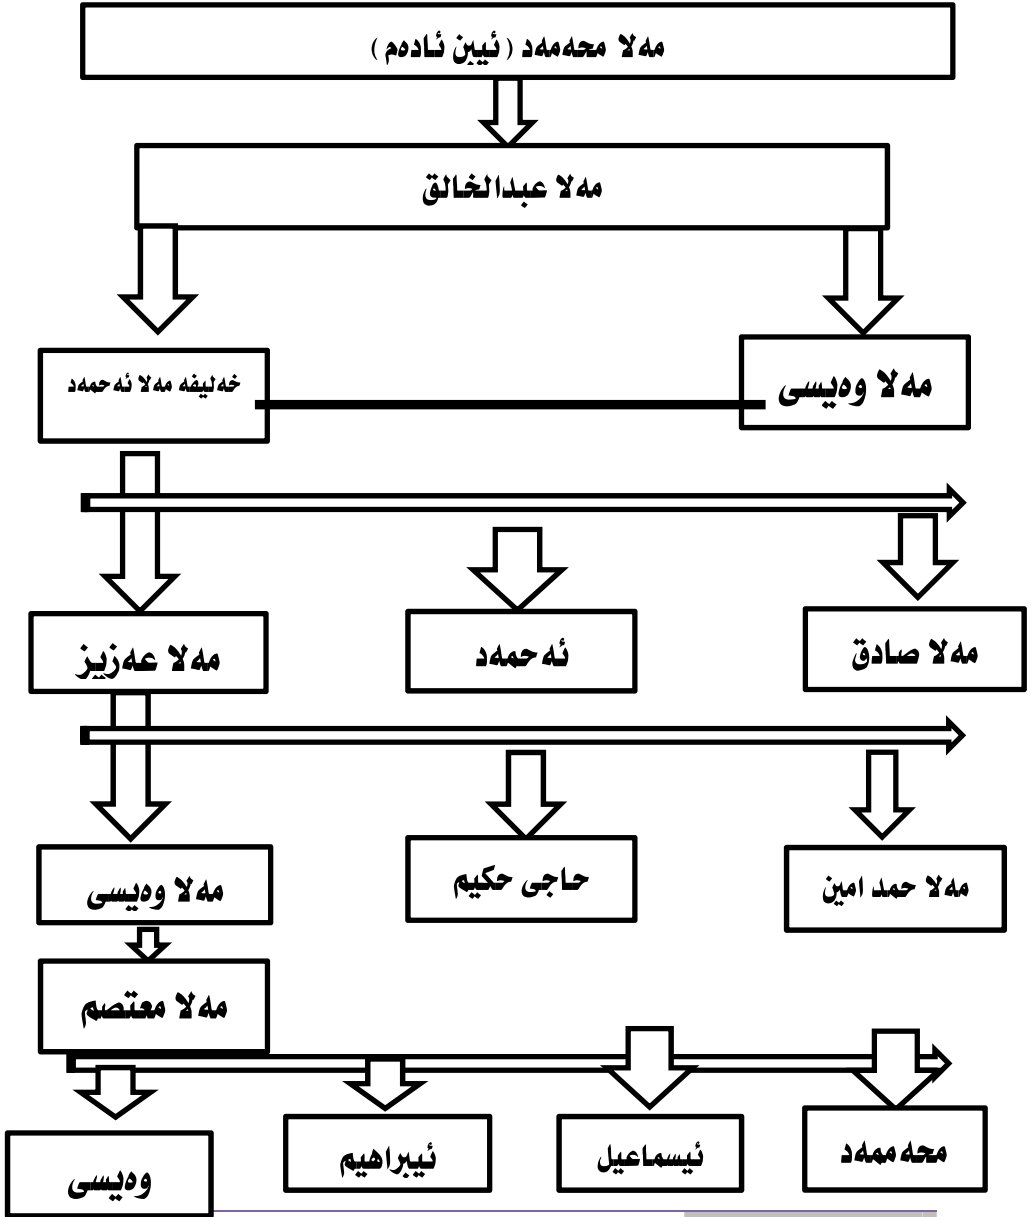 مەلا محەمەد ( ئیبن ئادەم )
مەلا عبدالخالق
مەلا وەیسی
خەلیفە مەلا ئەحمەد
مەلا صادق
ئەحمەد
مەلا عەزیز
مەلا حمد امین
حاجی حکیم
مەلا وەیسی
مەلا معتصم
محەممەد
ئیسماعیل
ئیبراهیم
وەیسی